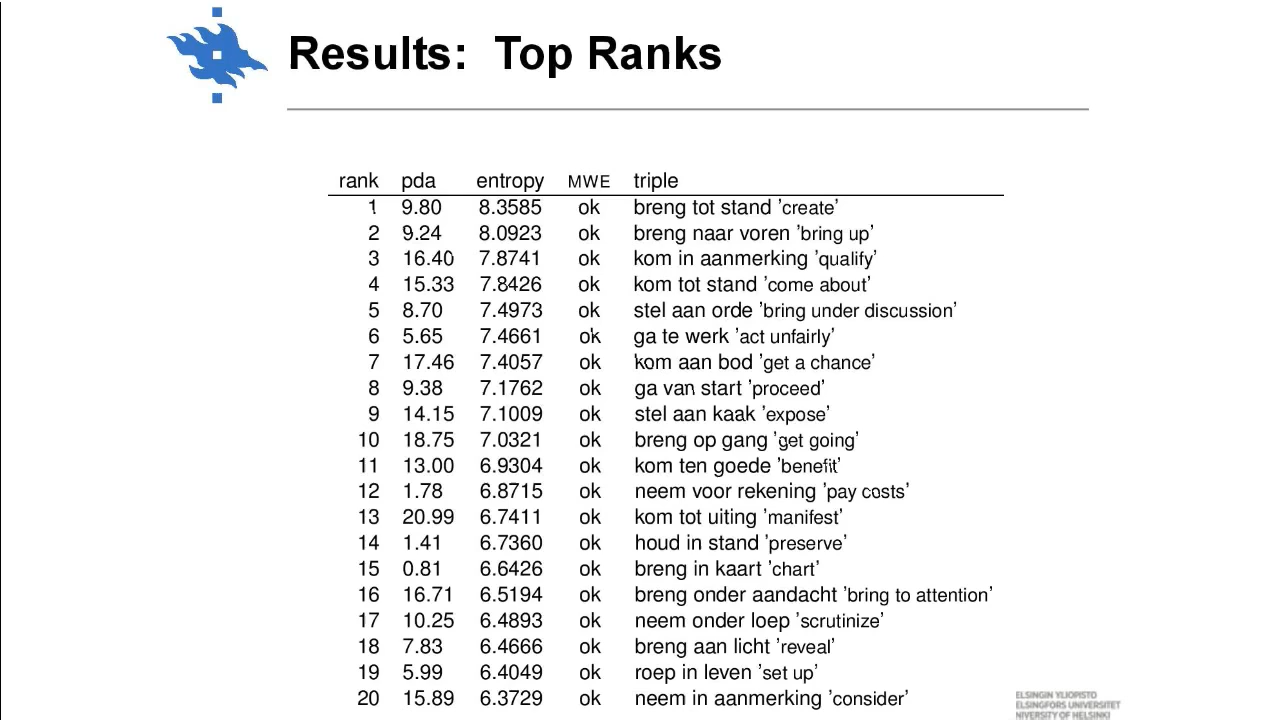 Results: Top Ranks
rank pda entropy MWE triple
1 9.80 8.3585 ok breng tot stand 'create'
2 9.24 8.0923 ok breng naar voren 'bring up'
3 16.40 7.8741 ok kom in aanmerking 'qualify'
4 15.33 7.8426 ok kom tot stand 'come about'
5 8.70 7.4973 ok stel aan orde 'bring under discussion'
6 5.65 7.4661 ok ga te werk 'act unfairly'
7 17.46 7.4057 ok kom aan bod 'get a chance'
8 9.38 7.1762 ok ga van start 'proceed'
9 14.15 7.1009 ok stel aan kaak 'expose'
10 18.75 7.0321 ok breng op gang 'get going'
11 13.00 6.9304 ok kom ten goede 'benefit'
12 1.78 6.8715 ok neem voor rekening 'pay costs'
13 20.99 6.7411 ok kom tot uiting 'manifest'
14 1.41 6.7360 ok houd in stand 'preserve'
15 0.81 6.6426 ok breng in kaart 'chart'
16 16.71 6.5194 ok breng onder aandacht 'bring to attention'
17 10.25 6.4893 ok neem onder loep 'scrutinize'
18 7.83 6.4666 ok breng aan licht 'reveal'
19 5.99 6.4049 ok roep in leven 'set up'
20 15.89 6.3729 ok neem in aanmerking 'consider'
ELSINGIN YLIOPISTO
ELSINGFORS UNIVERSITET
NIVERSITY OF HELSINKI